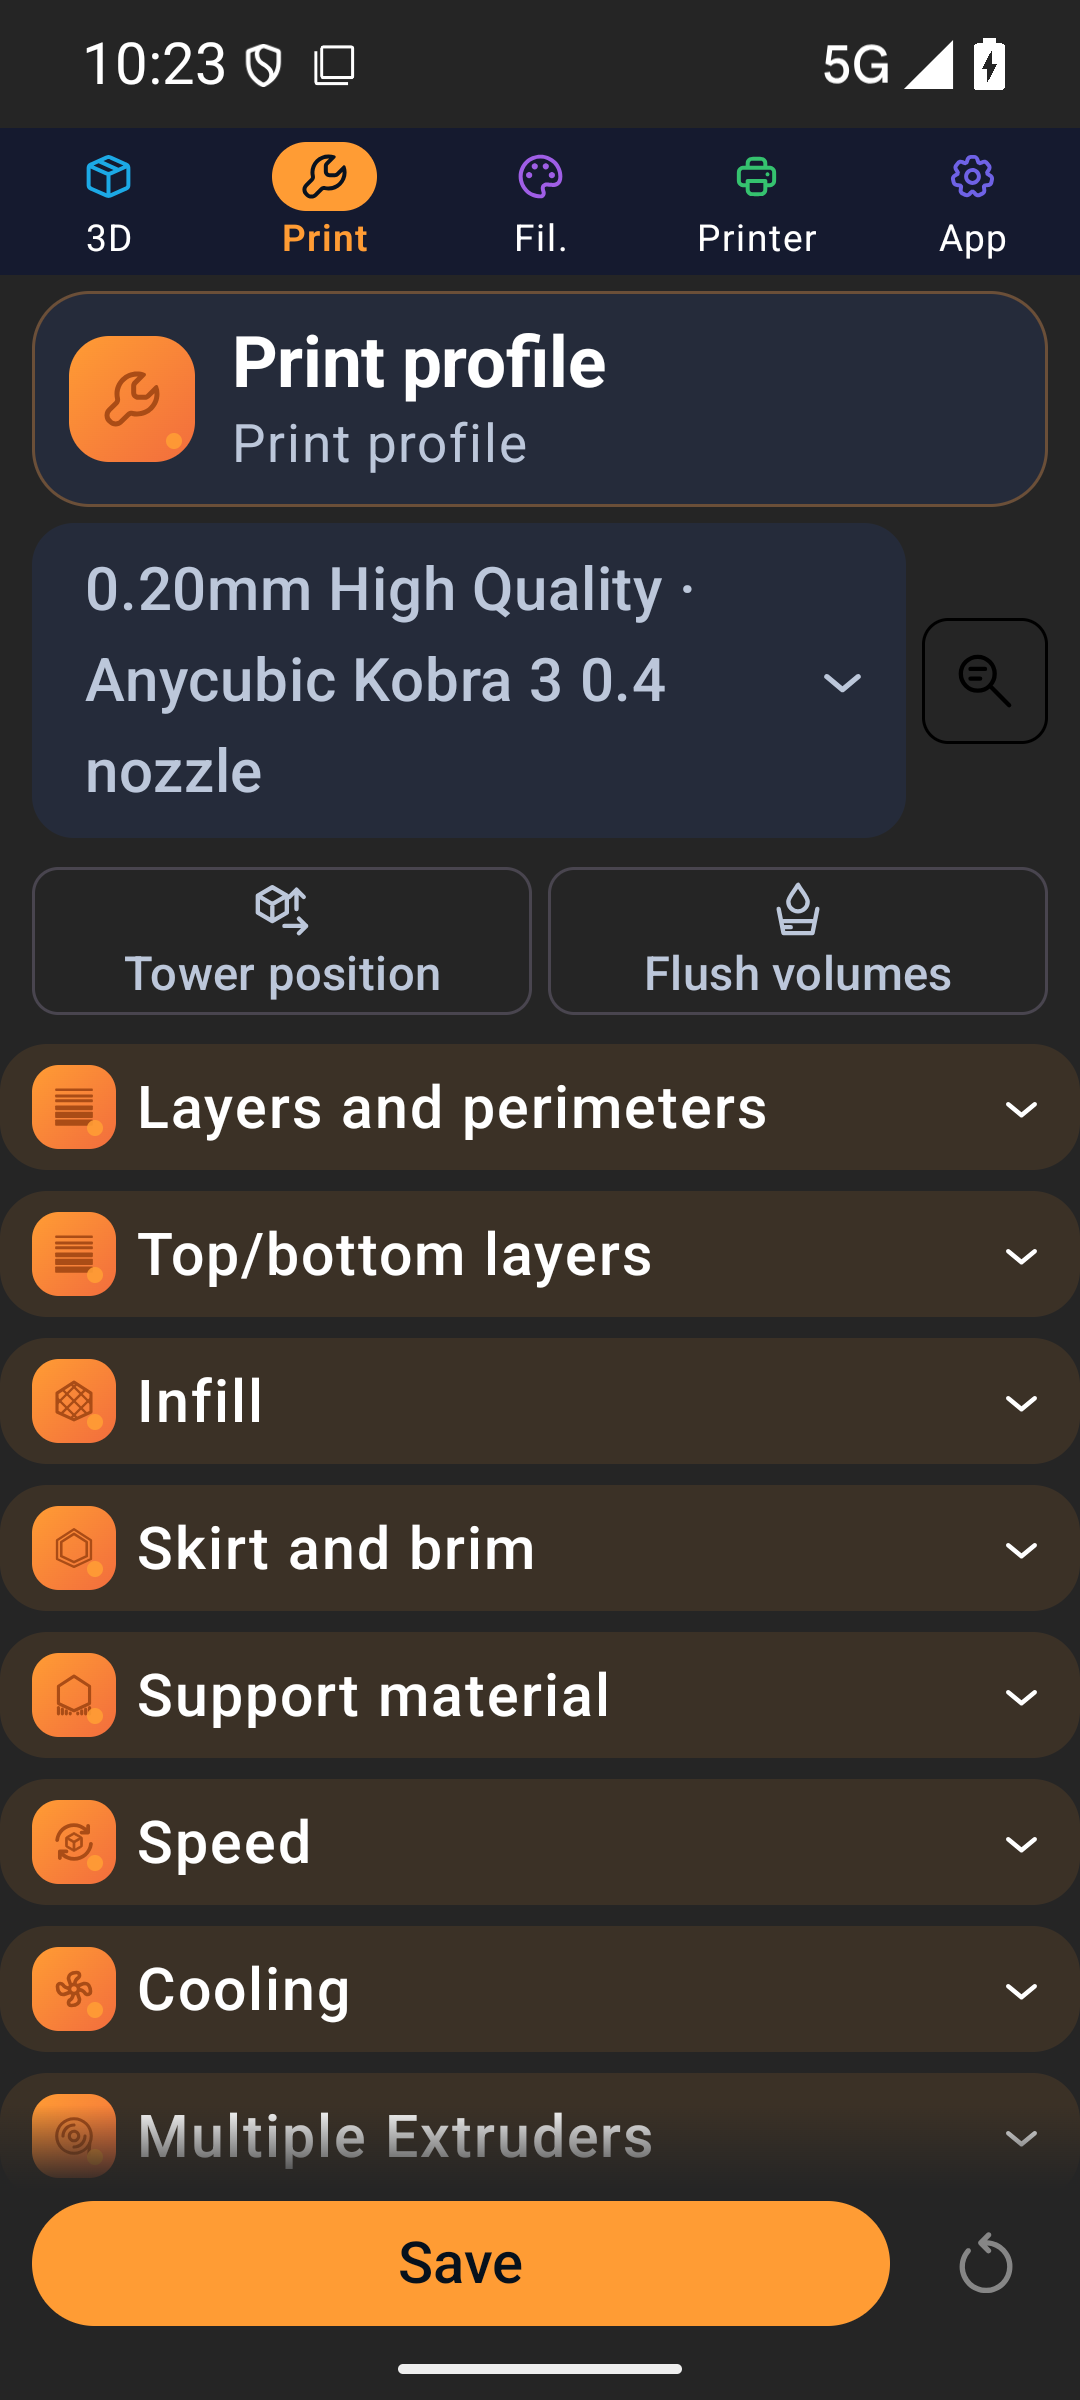 10:23
5G
3D
Print
Fil.
Printer
App
Print profile
Print profile
0.20mm High Quality ·
Anycubic Kobra 3 0.4
nozzle
Tower position
Flush volumes
Layers and perimeters
Top/bottom layers
Infill
Skirt and brim
Support material
Speed
Cooling
Multiple Extruders
Save